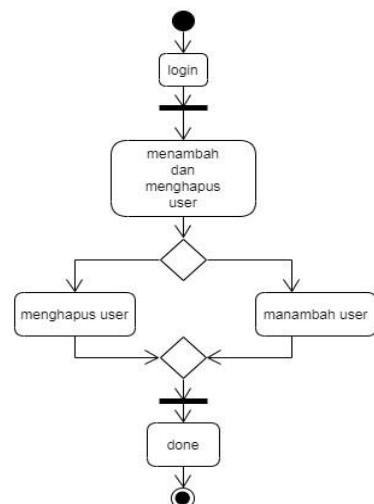 login
menambah
dan
menghapus
user
menghapus user
manambah user
done